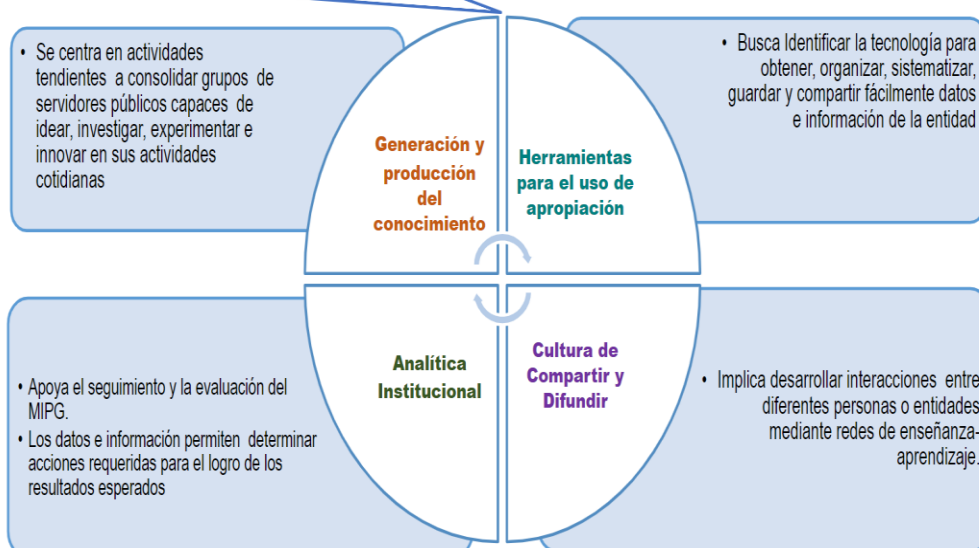 • Se centra en actividades
tendientes a consolidar grupos de
servidores públicos capaces de
idear, investigar, experimentar e
innovar en sus actividades
cotidianas
Generación y
producción
del
conocimiento
Herramientas
para el uso de
apropiación
• Busca Identificar la tecnología para
obtener, organizar, sistematizar,
guardar y compartir fácilmente datos
e información de la entidad
• Apoya el seguimiento y la evaluación del
MIPG.
• Los datos e información permiten determinar
acciones requeridas para el logro de los
resultados esperados
Analítica
Institucional
Cultura de
Compartir y
Difundir
• Implica desarrollar interacciones entre
diferentes personas o entidades
mediante redes de enseñanza-
aprendizaje.